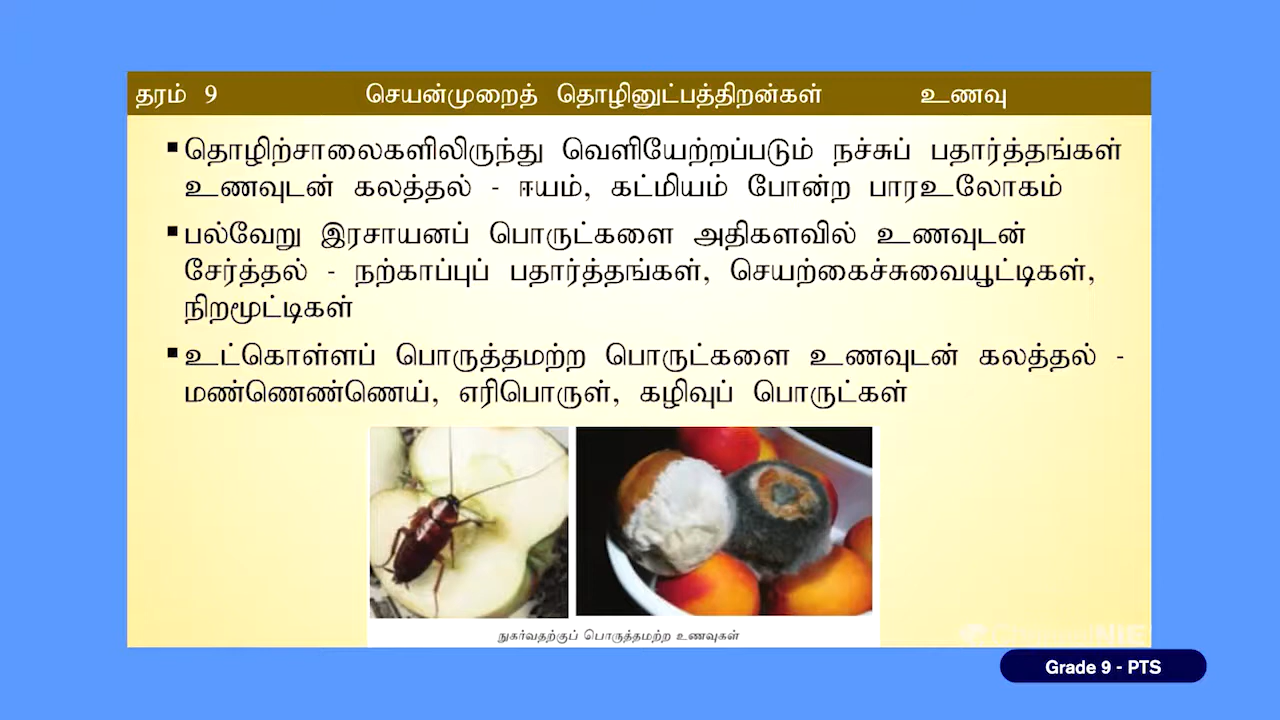 தரம் 9 செயன்முறைத் தொழினுட்பத்திறன்கள் உணவு
▪தொழிற்சாலைகளிலிருந்து வெளியேற்றப்படும் நச்சுப் பதார்த்தங்கள்
உணவுடன் கலத்தல் - ஈயம், கட்மியம் போன்ற பாரஉலோகம்
▪பல்வேறு இரசாயனப் பொருட்களை அதிகளவில் உணவுடன்
சேர்த்தல் - நற்காப்புப் பதார்த்தங்கள், செயற்கைச்சுவையூட்டிகள்,
நிறமூட்டிகள்
▪உட்கொள்ளப் பொருத்தமற்ற பொருட்களை உணவுடன் கலத்தல் -
மண்ணெண்ணெய், எரிபொருள், கழிவுப் பொருட்கள்
நுகர்வதற்குப் பொருத்தமற்ற உணவுகள்
Grade 9 - PTS